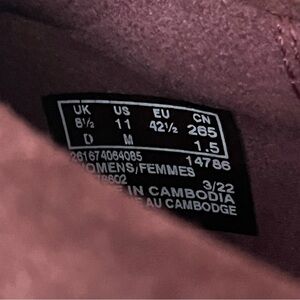 UK US EU CN
8½ 11 42½ 265
D M 1.5
261674064085 14786
WOMENS/FEMMES
3/22
IN CAMBODIA
AU CAMBODGE